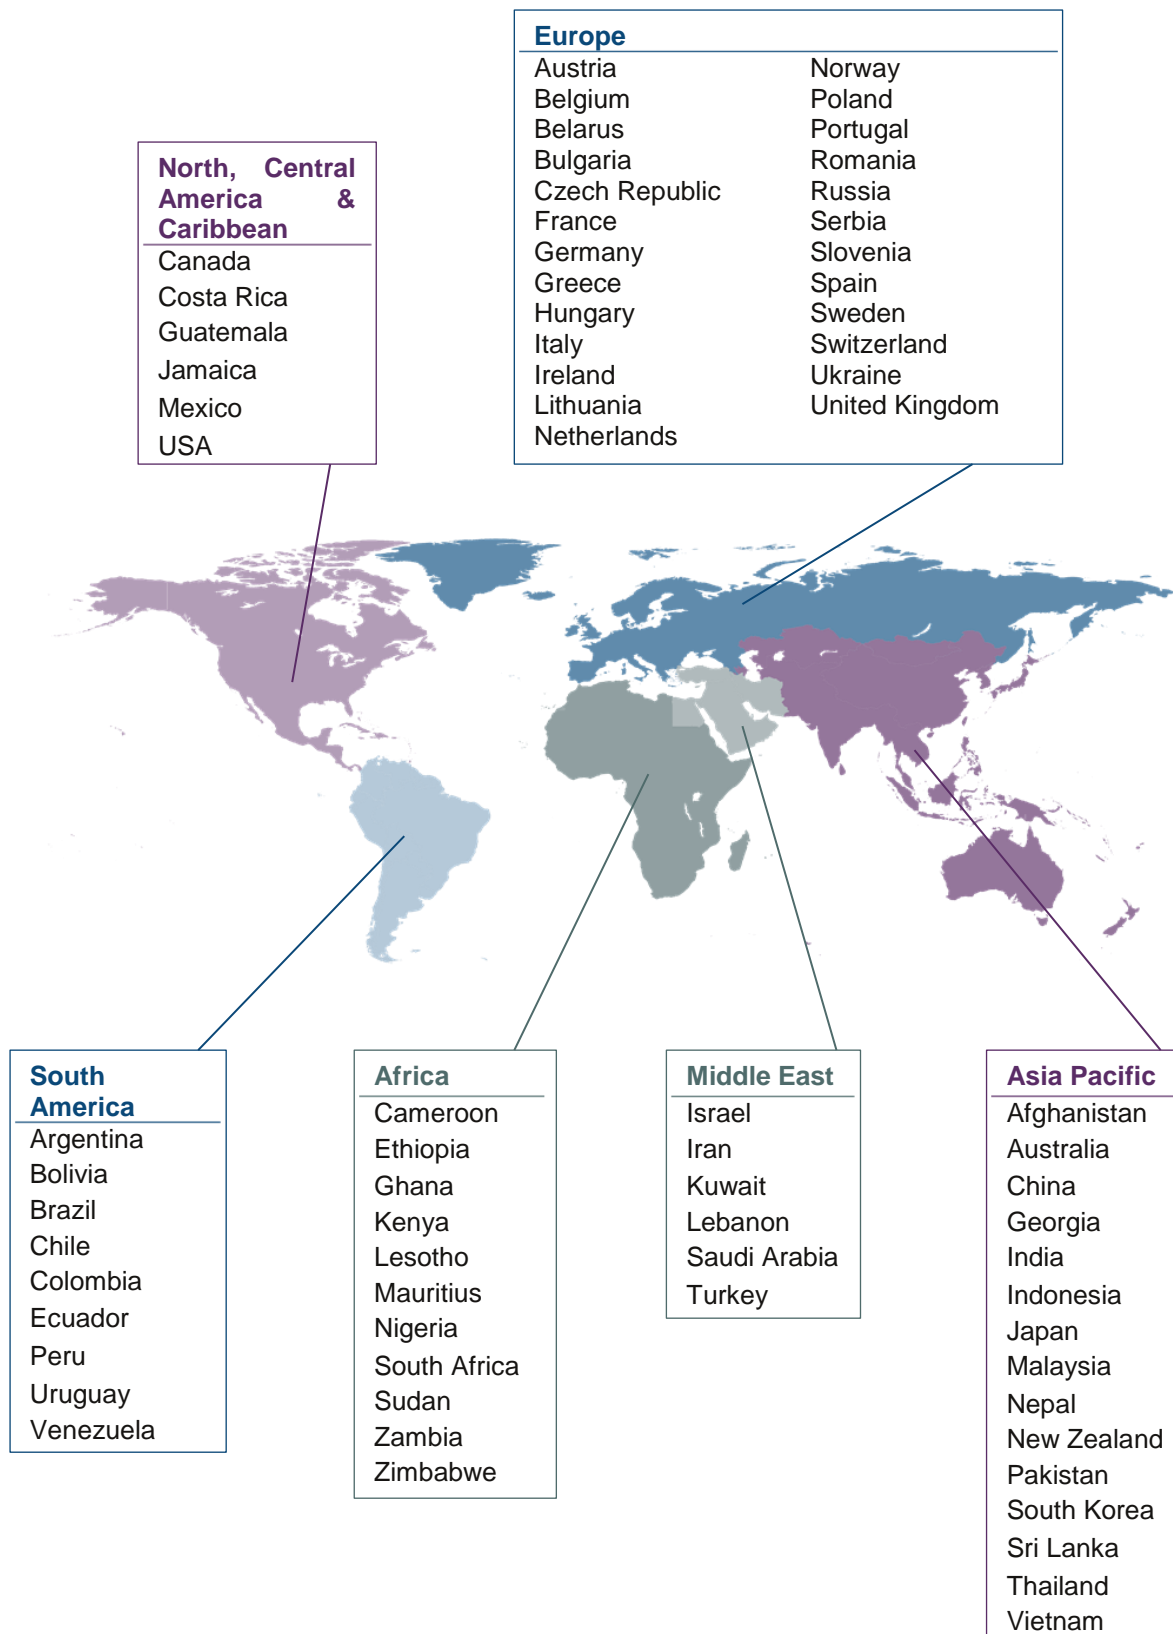 Europe
Austria
Belgium
Belarus
Bulgaria
Czech Republic
France
Germany
Greece
Hungary
Italy
Ireland
Lithuania
Netherlands
Norway
Poland
Portugal
Romania
Russia
Serbia
Slovenia
Spain
Sweden
Switzerland
Ukraine
United Kingdom
North, Central
America &
Caribbean
Canada
Costa Rica
Guatemala
Jamaica
Mexico
USA
South
America
Argentina
Bolivia
Brazil
Chile
Colombia
Ecuador
Peru
Uruguay
Venezuela
Africa
Cameroon
Ethiopia
Ghana
Kenya
Lesotho
Mauritius
Nigeria
South Africa
Sudan
Zambia
Zimbabwe
Middle East
Israel
Iran
Kuwait
Lebanon
Saudi Arabia
Turkey
Asia Pacific
Afghanistan
Australia
China
Georgia
India
Indonesia
Japan
Malaysia
Nepal
New Zealand
Pakistan
South Korea
Sri Lanka
Thailand
Vietnam